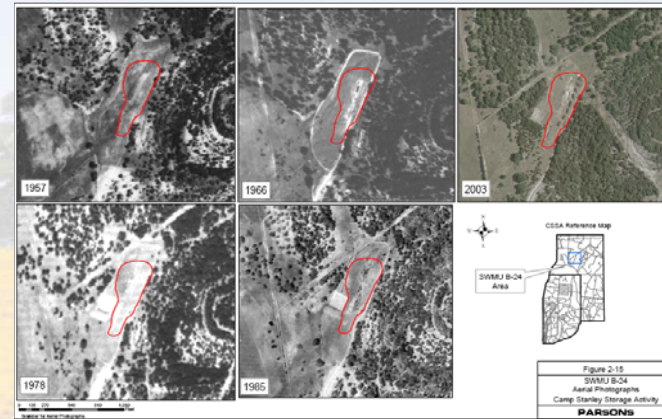 1957
1966
2003
1978
1985
CSSA Reference Map
SWMU B-24
Area
Figure 2-15
SWMU B-24
Aerial Photographs
Camp Stanley Storage Activity
PARSONS